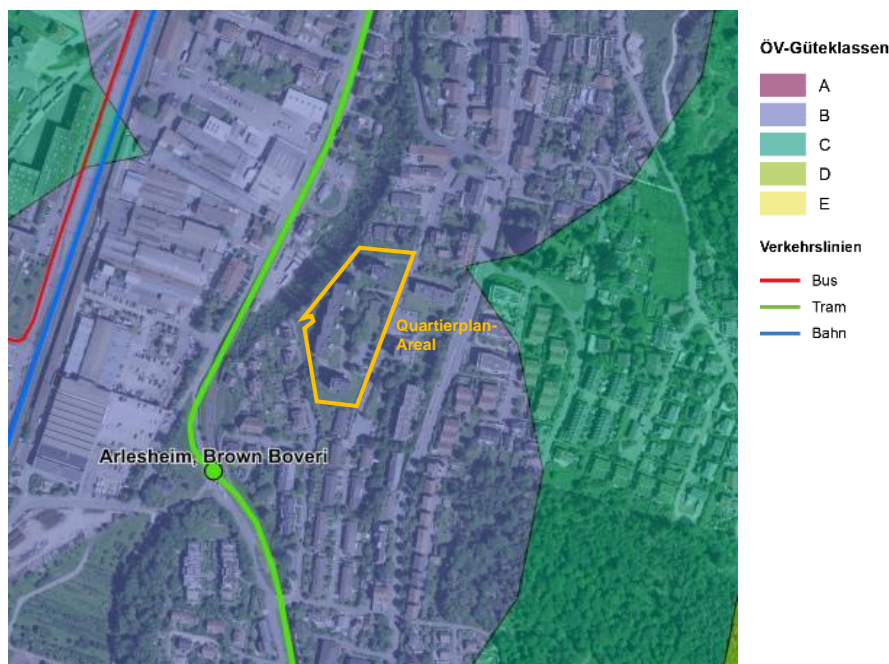 Quartierplan-
Areal
Arlesheim, Brown Boveri
ÖV-Güteklassen
A
B
C
D
E
Verkehrslinien
Bus
Tram
Bahn